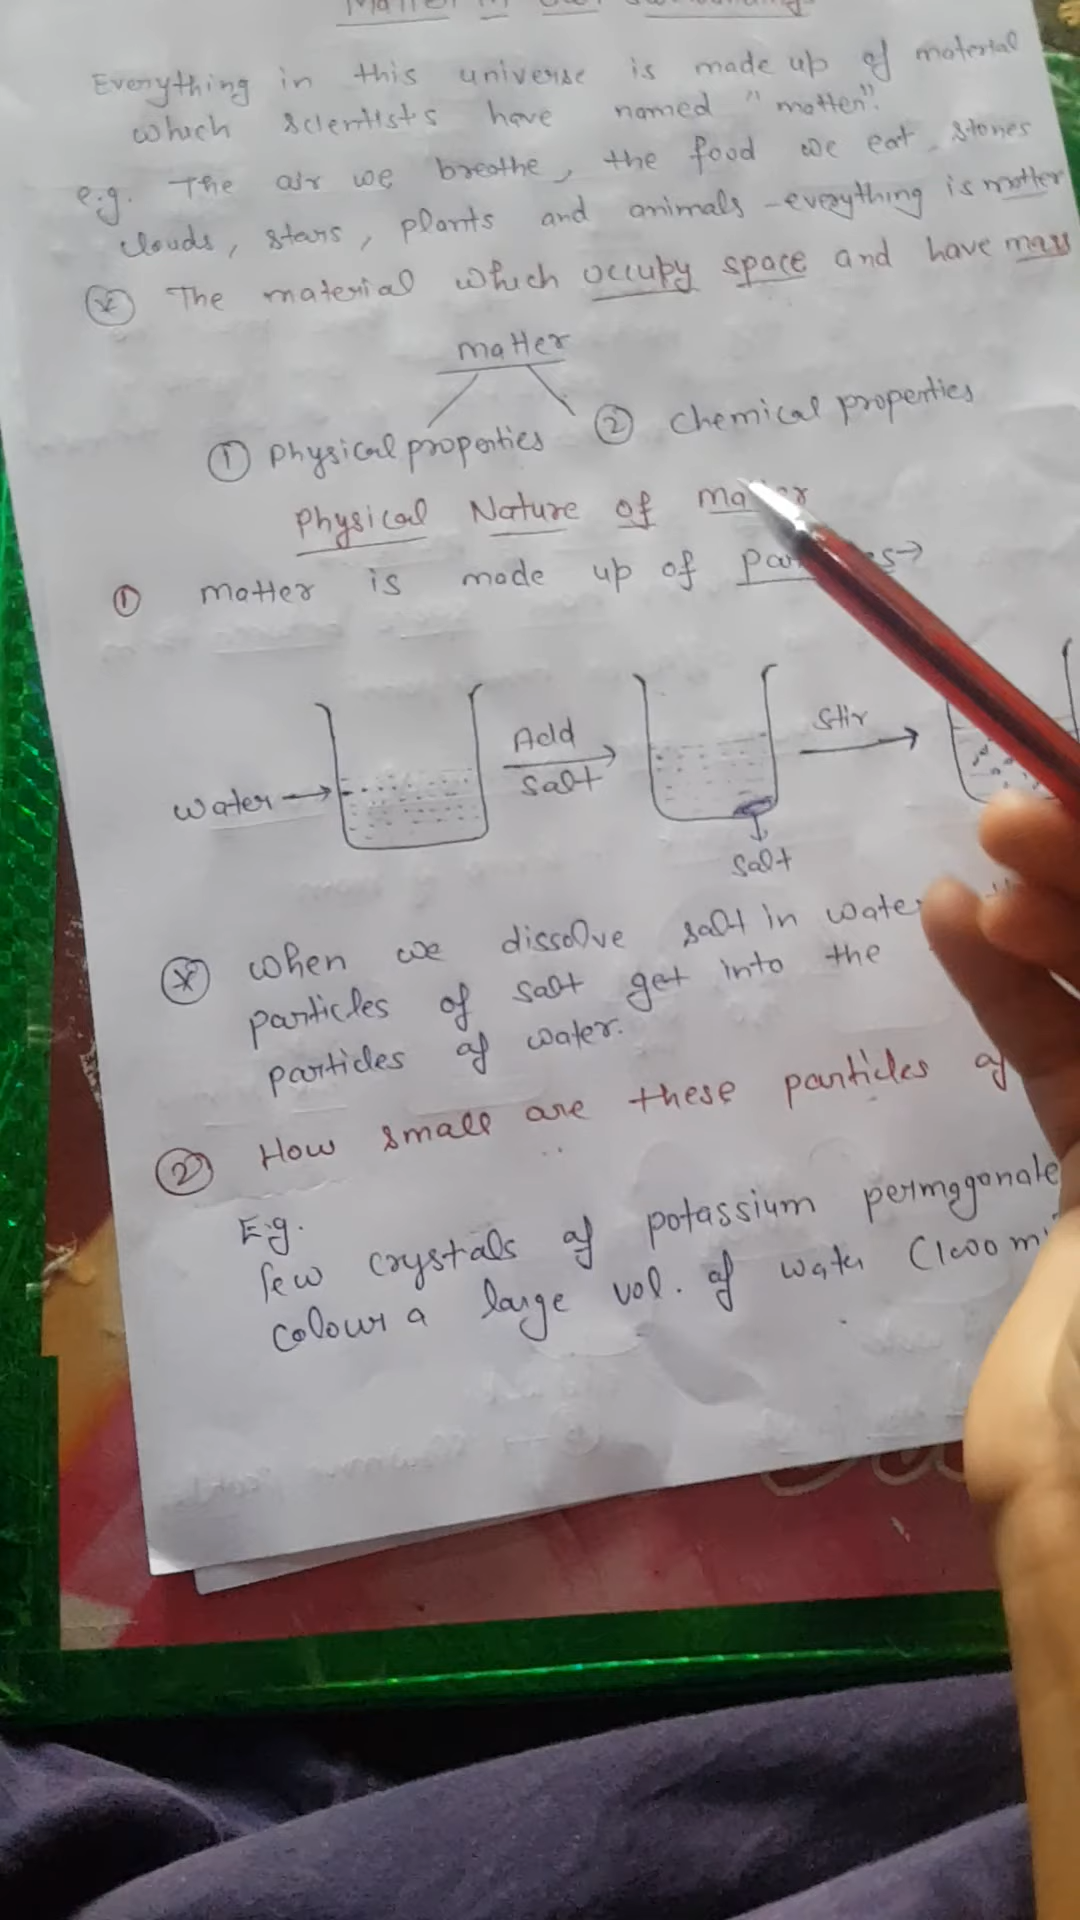 Matter in our
Everything in this universe is made up of material
which scientists have named "matter".
e.g. The air we breathe, the food we eat, stones
clouds, stars, plants and animals - everything is matter
* The material which occupy space and have mass
matter
① Physical properties
② Chemical properties
Physical Nature of
① matter is made up of
Water →
Add
Salt
Stir
Salt
* When we dissolve salt in
particles of salt get into the
particles of water.
② How small are these particles of
E.g.
few crystals of potassium permagonate
colour a large vol. of water (1000 m